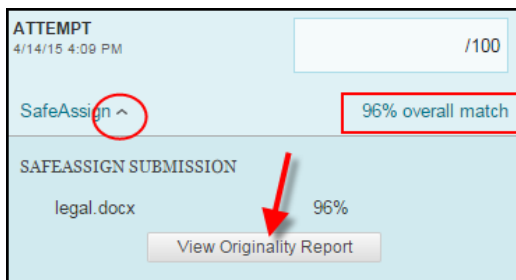 ATTEMPT
4/14/15 4:09 PM
/100
SafeAssign
96% overall match
SAFEASSIGN SUBMISSION
legal.docx 96%
View Originality Report